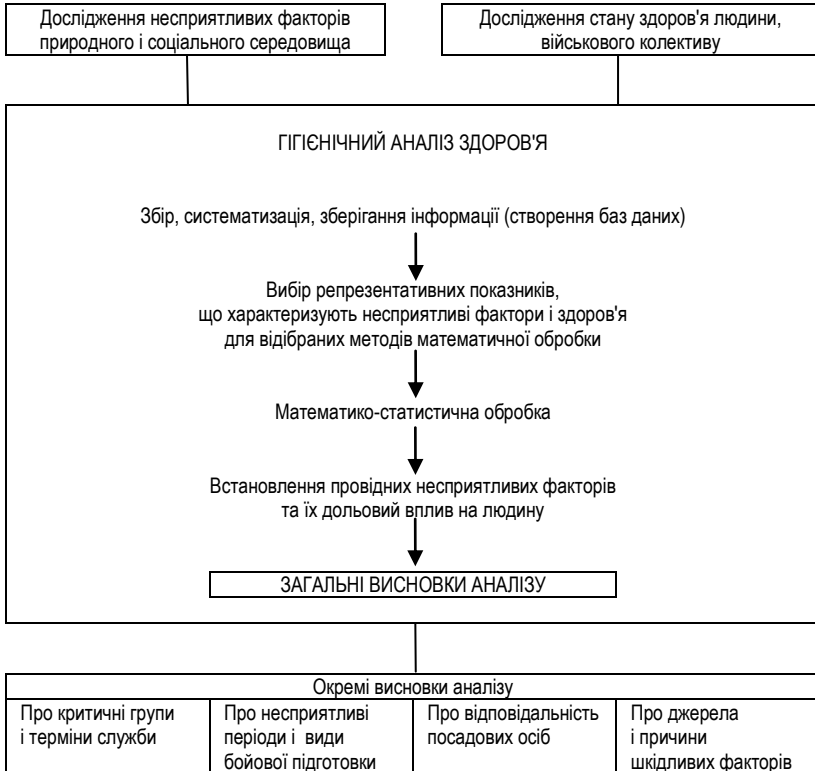 Дослідження несприятливих факторів
природного і соціального середовища
Дослідження стану здоров'я людини,
військового колективу
ГІГІЄНІЧНИЙ АНАЛІЗ ЗДОРОВ'Я
Збір, систематизація, зберігання інформації (створення баз даних)
Вибір репрезентативних показників,
що характеризують несприятливі фактори і здоров'я
для відібраних методів математичної обробки
Математико-статистична обробка
Встановлення провідних несприятливих факторів
та їх дольовий вплив на людину
ЗАГАЛЬНІ ВИСНОВКИ АНАЛІЗУ
Окремі висновки аналізу
Про критичні групи
і терміни служби
Про несприятливі
періоди і види
бойової підготовки
Про відповідальність
посадових осіб
Про джерела
і причини
шкідливих факторів